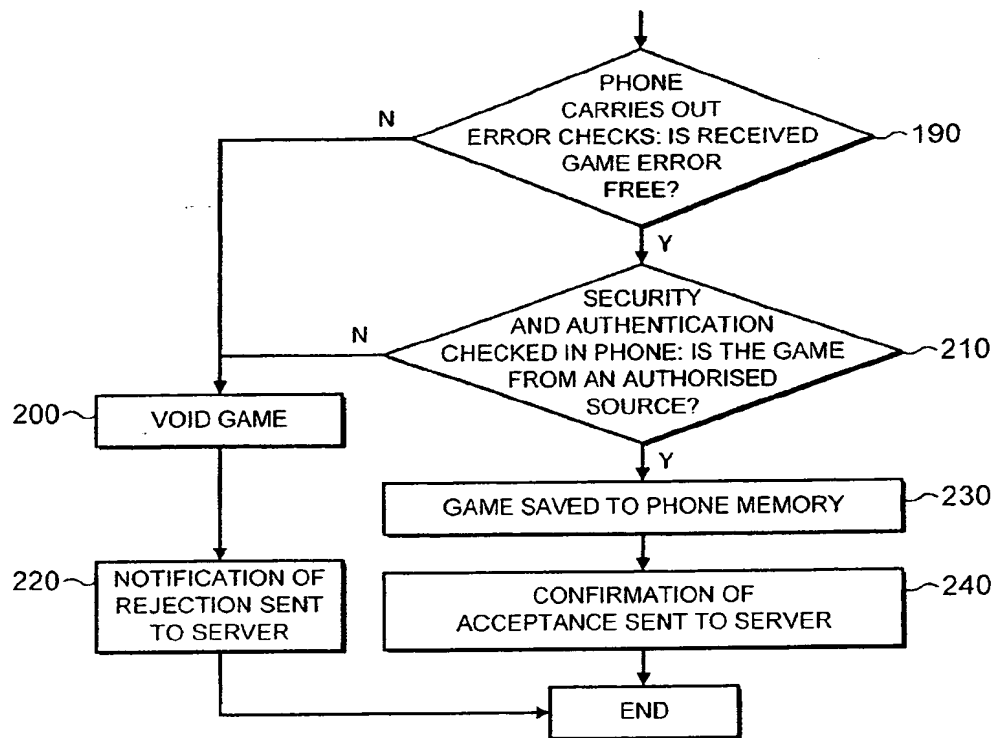 PHONE
CARRIES OUT
ERROR CHECKS: IS RECEIVED
GAME ERROR
FREE?
190
N
Y
SECURITY
AND AUTHENTICATION
CHECKED IN PHONE: IS THE GAME
FROM AN AUTHORISED
SOURCE?
210
N
Y
200
VOID GAME
GAME SAVED TO PHONE MEMORY
230
220
NOTIFICATION OF
REJECTION SENT
TO SERVER
CONFIRMATION OF
ACCEPTANCE SENT TO SERVER
240
END